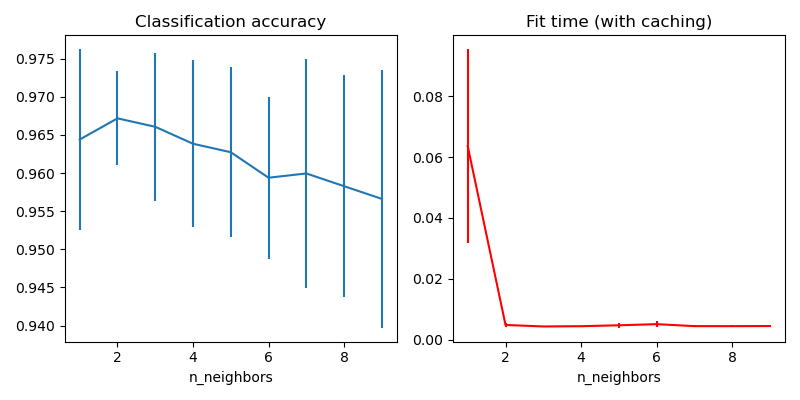 Classification accuracy
0.975
0.970
0.965
0.960
0.955
0.950
0.945
0.940
2 4 6 8
n_neighbors
Fit time (with caching)
0.08
0.06
0.04
0.02
0.00
2 4 6 8
n_neighbors